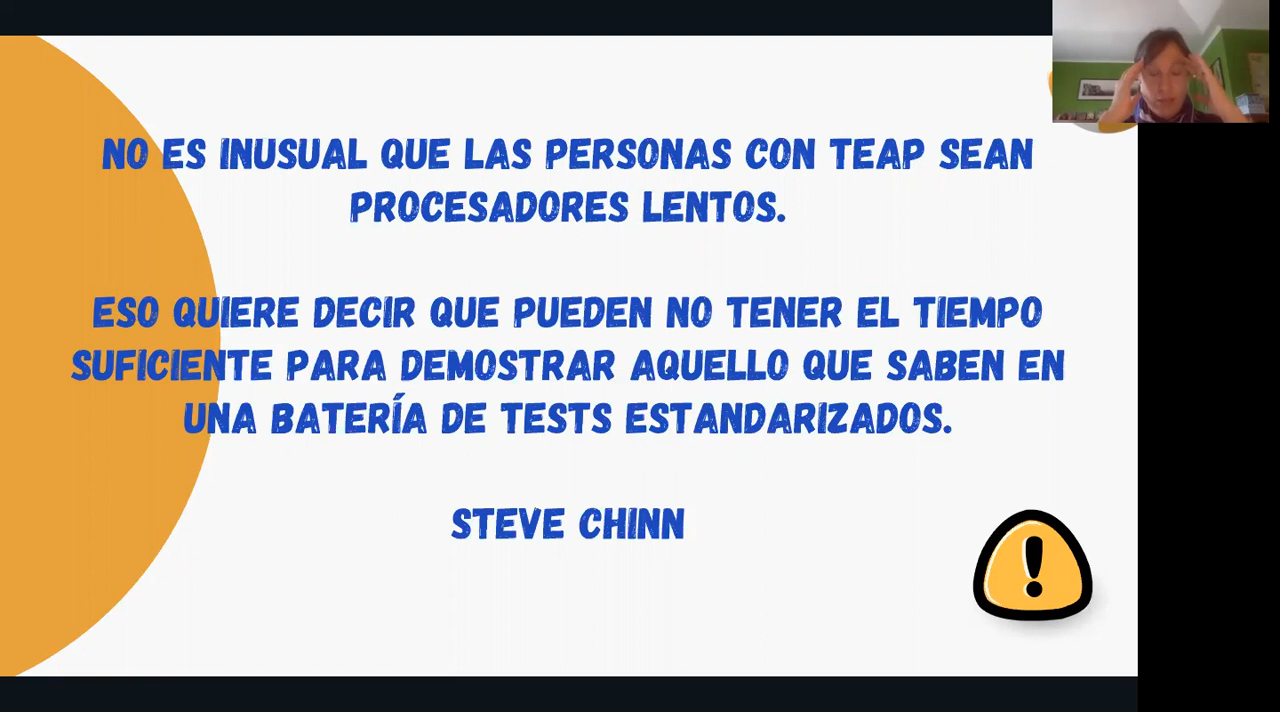 NO ES INUSUAL QUE LAS PERSONAS CON TEAP SEAN
PROCESADORES LENTOS.
ESO QUIERE DECIR QUE PUEDEN NO TENER EL TIEMPO
SUFICIENTE PARA DEMOSTRAR AQUELLO QUE SABEN EN
UNA BATERÍA DE TESTS ESTANDARIZADOS.
STEVE CHINN